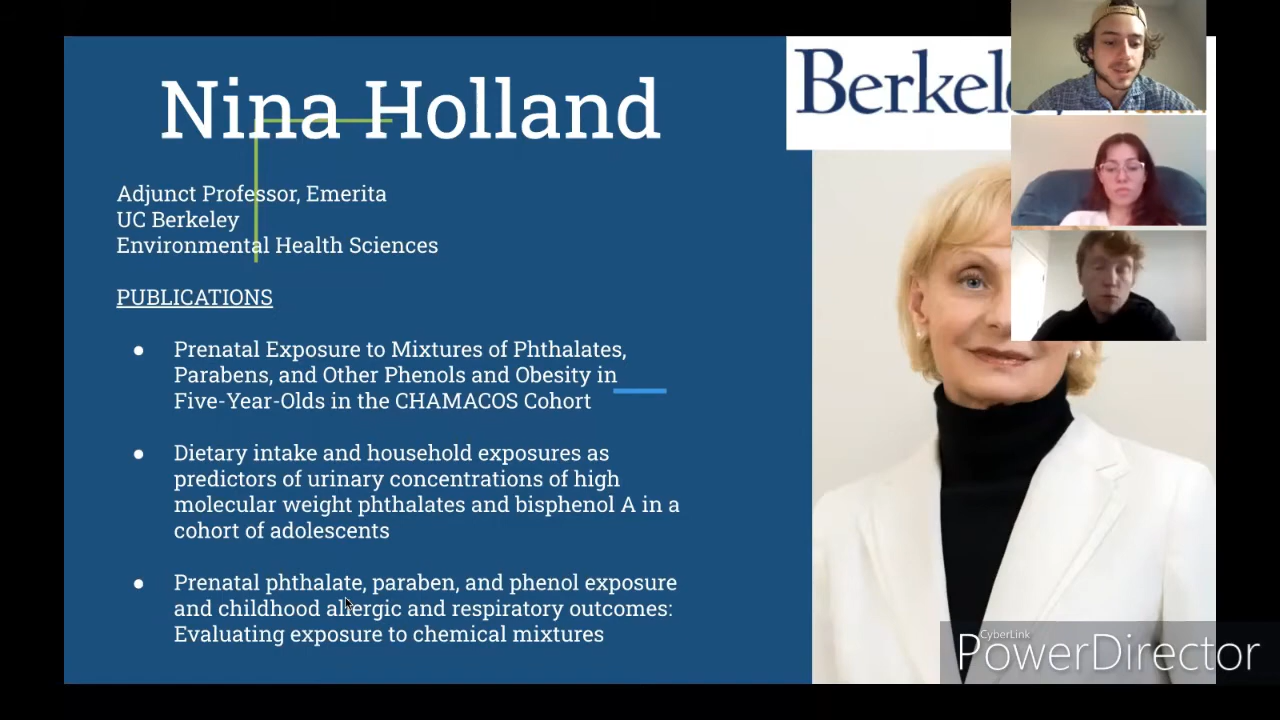 Nina Holland
Berkeley
Adjunct Professor, Emerita
UC Berkeley
Environmental Health Sciences
PUBLICATIONS
● Prenatal Exposure to Mixtures of Phthalates,
Parabens, and Other Phenols and Obesity in
Five-Year-Olds in the CHAMACOS Cohort
● Dietary intake and household exposures as
predictors of urinary concentrations of high
molecular weight phthalates and bisphenol A in a
cohort of adolescents
● Prenatal phthalate, paraben, and phenol exposure
and childhood allergic and respiratory outcomes:
Evaluating exposure to chemical mixtures
CyberLink
PowerDirector